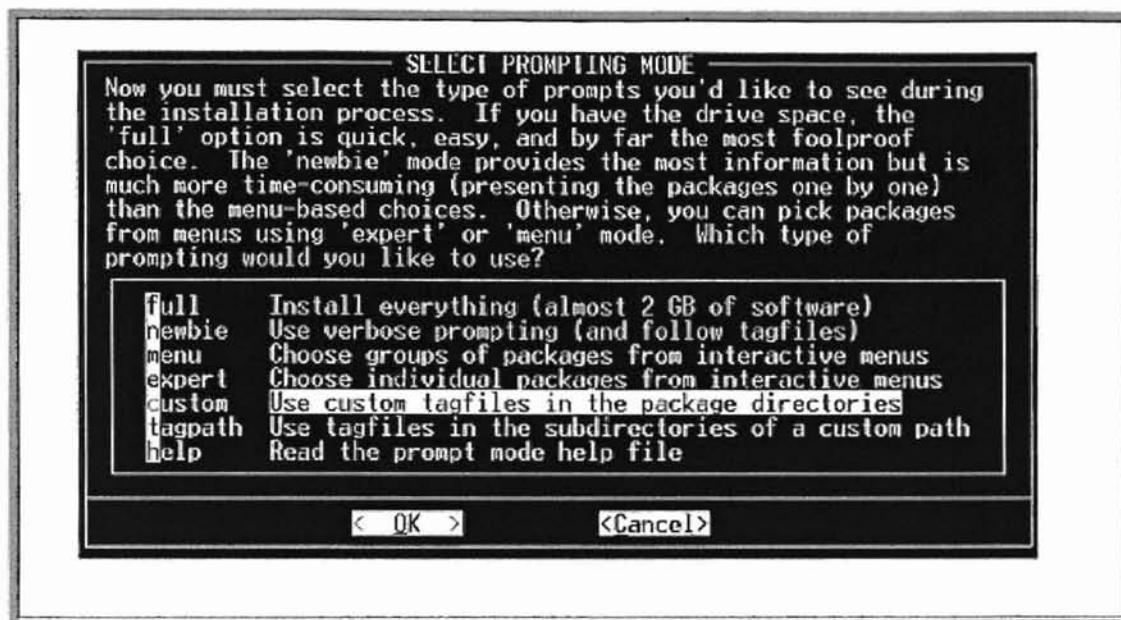 SELECT PROMPTING MODE
Now you must select the type of prompts you'd like to see during
the installation process.  If you have the drive space, the
'full' option is quick, easy, and by far the most foolproof
choice.  The 'newbie' mode provides the most information but is
much more time-consuming (presenting the packages one by one)
than the menu-based choices.  Otherwise, you can pick packages
from menus using 'expert' or 'menu' mode.  Which type of
prompting would you like to use?
full Install everything (almost 2 GB of software)
newbie Use verbose prompting (and follow tagfiles)
menu Choose groups of packages from interactive menus
expert Choose individual packages from interactive menus
custom Use custom tagfiles in the package directories
tagpath Use tagfiles in the subdirectories of a custom path
help Read the prompt mode help file
< OK > <Cancel>